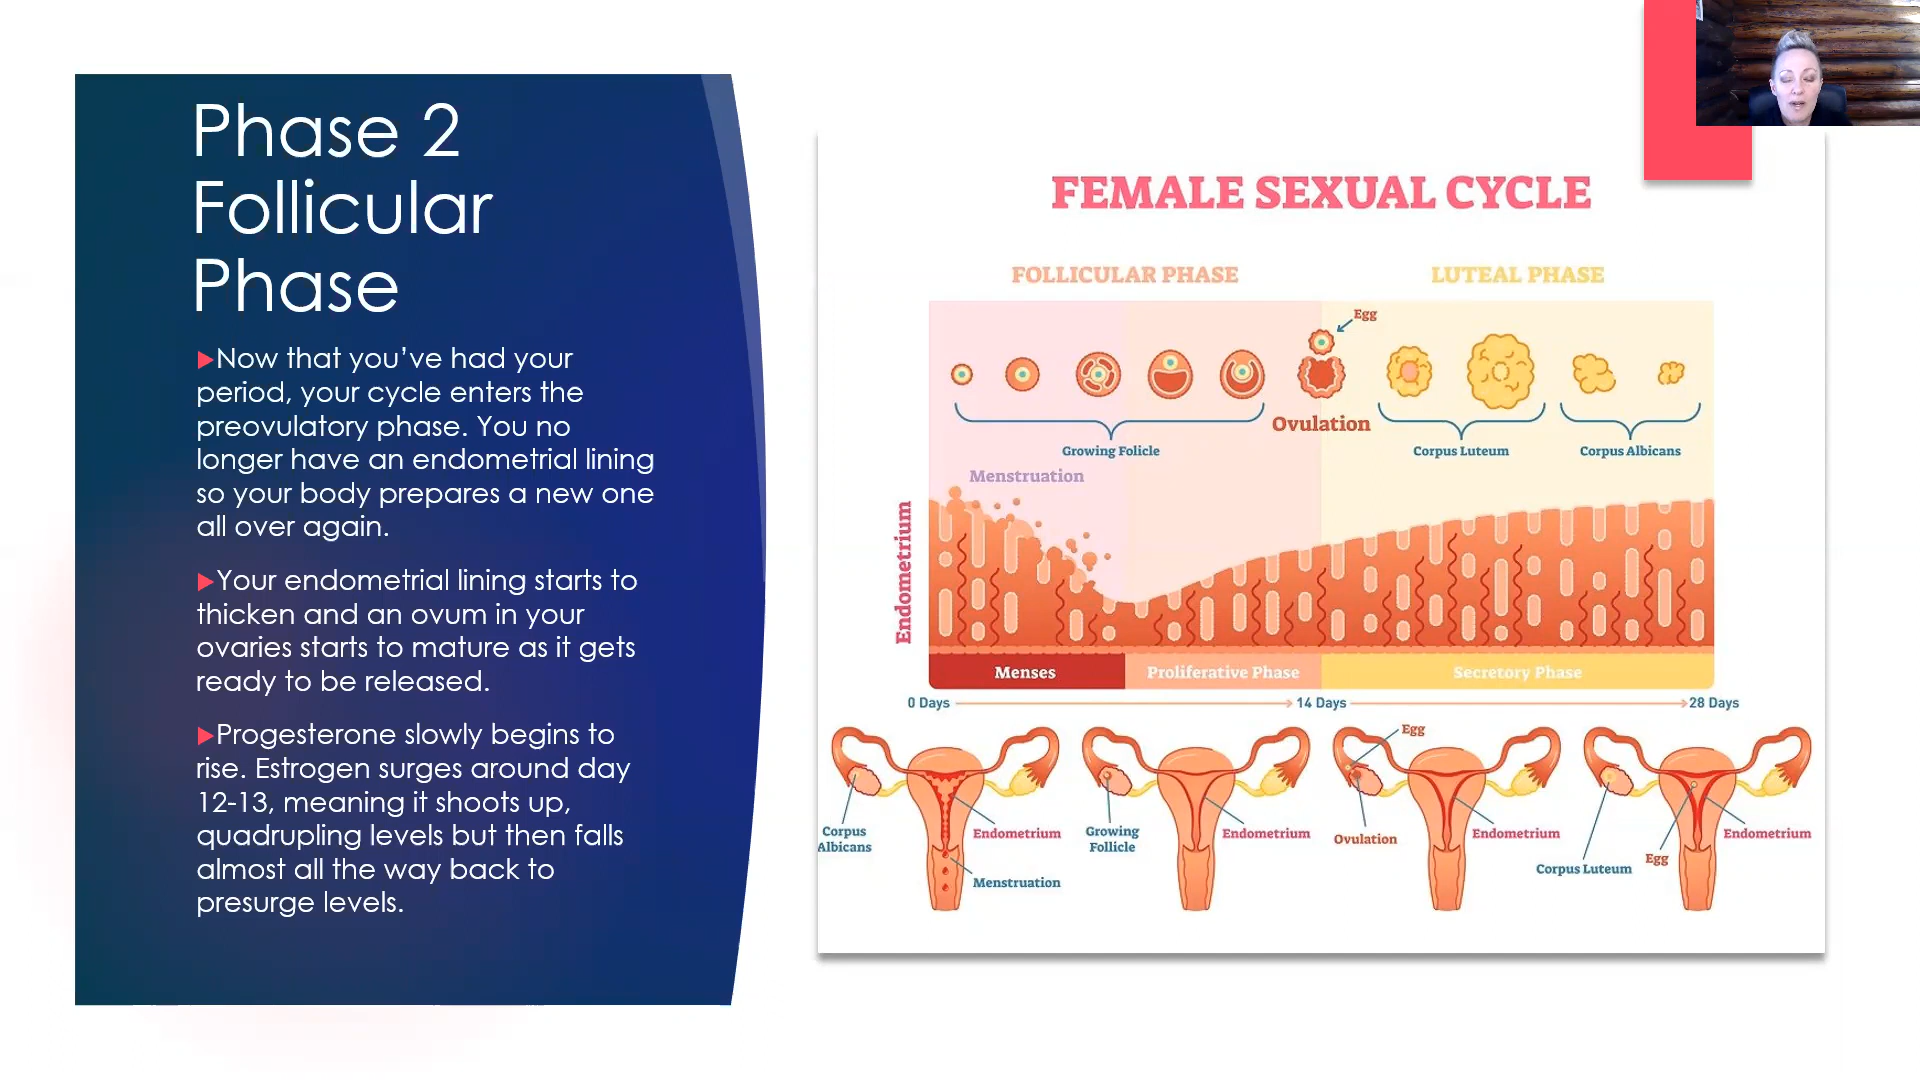 Phase 2
Follicular
Phase
▶Now that you’ve had your
period, your cycle enters the
preovulatory phase. You no
longer have an endometrial lining
so your body prepares a new one
all over again.
▶Your endometrial lining starts to
thicken and an ovum in your
ovaries starts to mature as it gets
ready to be released.
▶Progesterone slowly begins to
rise. Estrogen surges around day
12-13, meaning it shoots up,
quadrupling levels but then falls
almost all the way back to
presurge levels.
FEMALE SEXUAL CYCLE
FOLLICULAR PHASE
LUTEAL PHASE
Egg
Ovulation
Growing Folicle
Corpus Luteum
Corpus Albicans
Menstruation
Endometrium
Menses
Proliferative Phase
Secretory Phase
0 Days
14 Days
28 Days
Corpus
Albicans
Endometrium
Menstruation
Growing
Follicle
Endometrium
Egg
Ovulation
Endometrium
Corpus Luteum
Egg
Endometrium